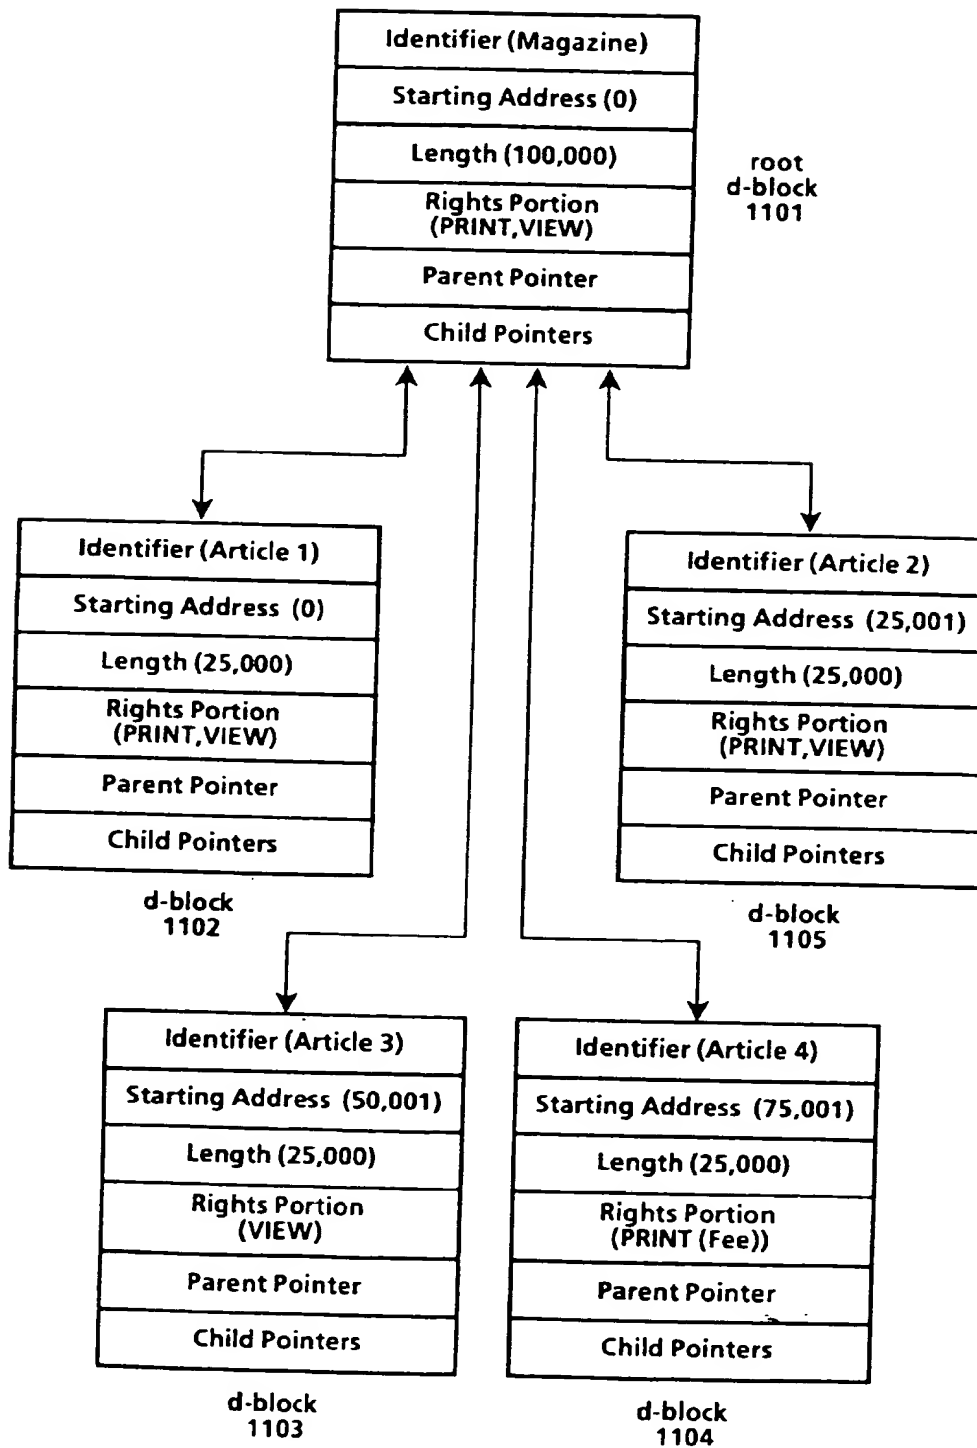 Identifier (Magazine)
Starting Address (0)
Length (100,000)
Rights Portion
(PRINT,VIEW)
Parent Pointer
Child Pointers
root
d-block
1101
Identifier (Article 1)
Starting Address (0)
Length (25,000)
Rights Portion
(PRINT,VIEW)
Parent Pointer
Child Pointers
d-block
1102
Identifier (Article 2)
Starting Address (25,001)
Length (25,000)
Rights Portion
(PRINT,VIEW)
Parent Pointer
Child Pointers
d-block
1105
Identifier (Article 3)
Starting Address (50,001)
Length (25,000)
Rights Portion
(VIEW)
Parent Pointer
Child Pointers
d-block
1103
Identifier (Article 4)
Starting Address (75,001)
Length (25,000)
Rights Portion
(PRINT (Fee))
Parent Pointer
Child Pointers
d-block
1104